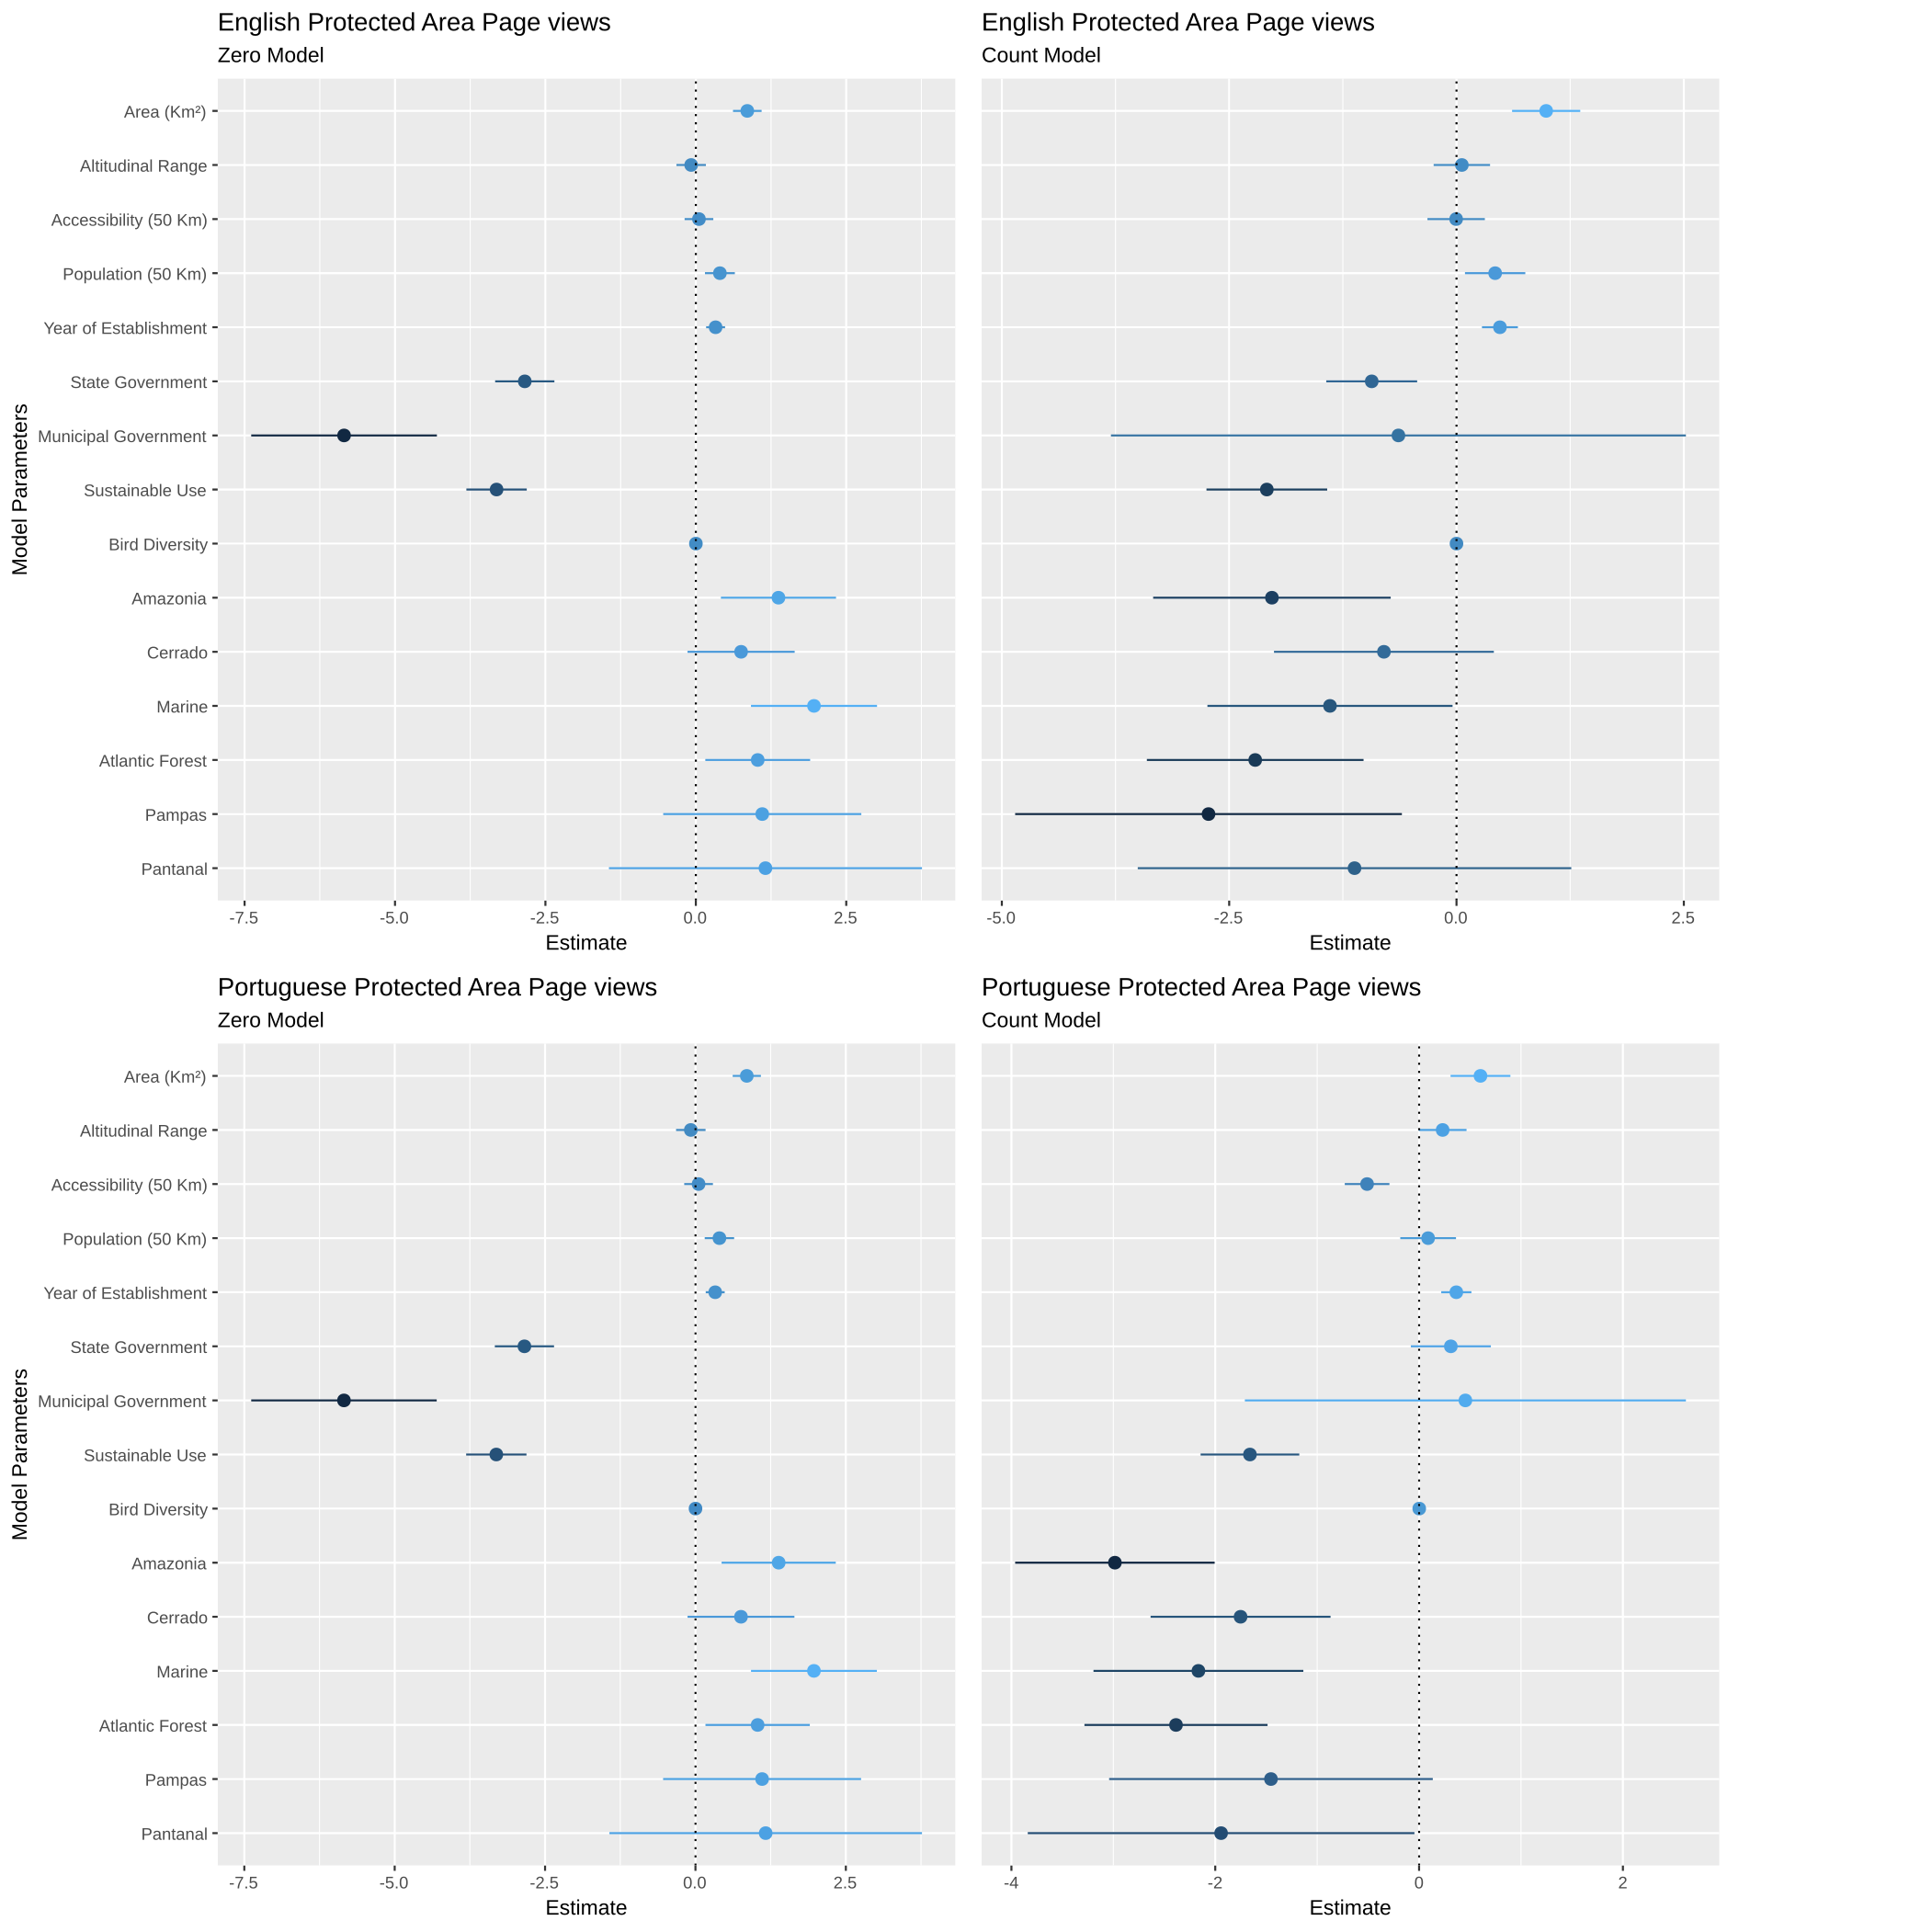 English Protected Area Page views
Zero Model
English Protected Area Page views
Count Model
Model Parameters
Area (Km²)
Altitudinal Range
Accessibility (50 Km)
Population (50 Km)
Year of Establishment
State Government
Municipal Government
Sustainable Use
Bird Diversity
Amazonia
Cerrado
Marine
Atlantic Forest
Pampas
Pantanal
-7.5 -5.0 -2.5 0.0 2.5
Estimate
-5.0 -2.5 0.0 2.5
Estimate
Portuguese Protected Area Page views
Zero Model
Portuguese Protected Area Page views
Count Model
Model Parameters
Area (Km²)
Altitudinal Range
Accessibility (50 Km)
Population (50 Km)
Year of Establishment
State Government
Municipal Government
Sustainable Use
Bird Diversity
Amazonia
Cerrado
Marine
Atlantic Forest
Pampas
Pantanal
-7.5 -5.0 -2.5 0.0 2.5
Estimate
-4 -2 0 2
Estimate